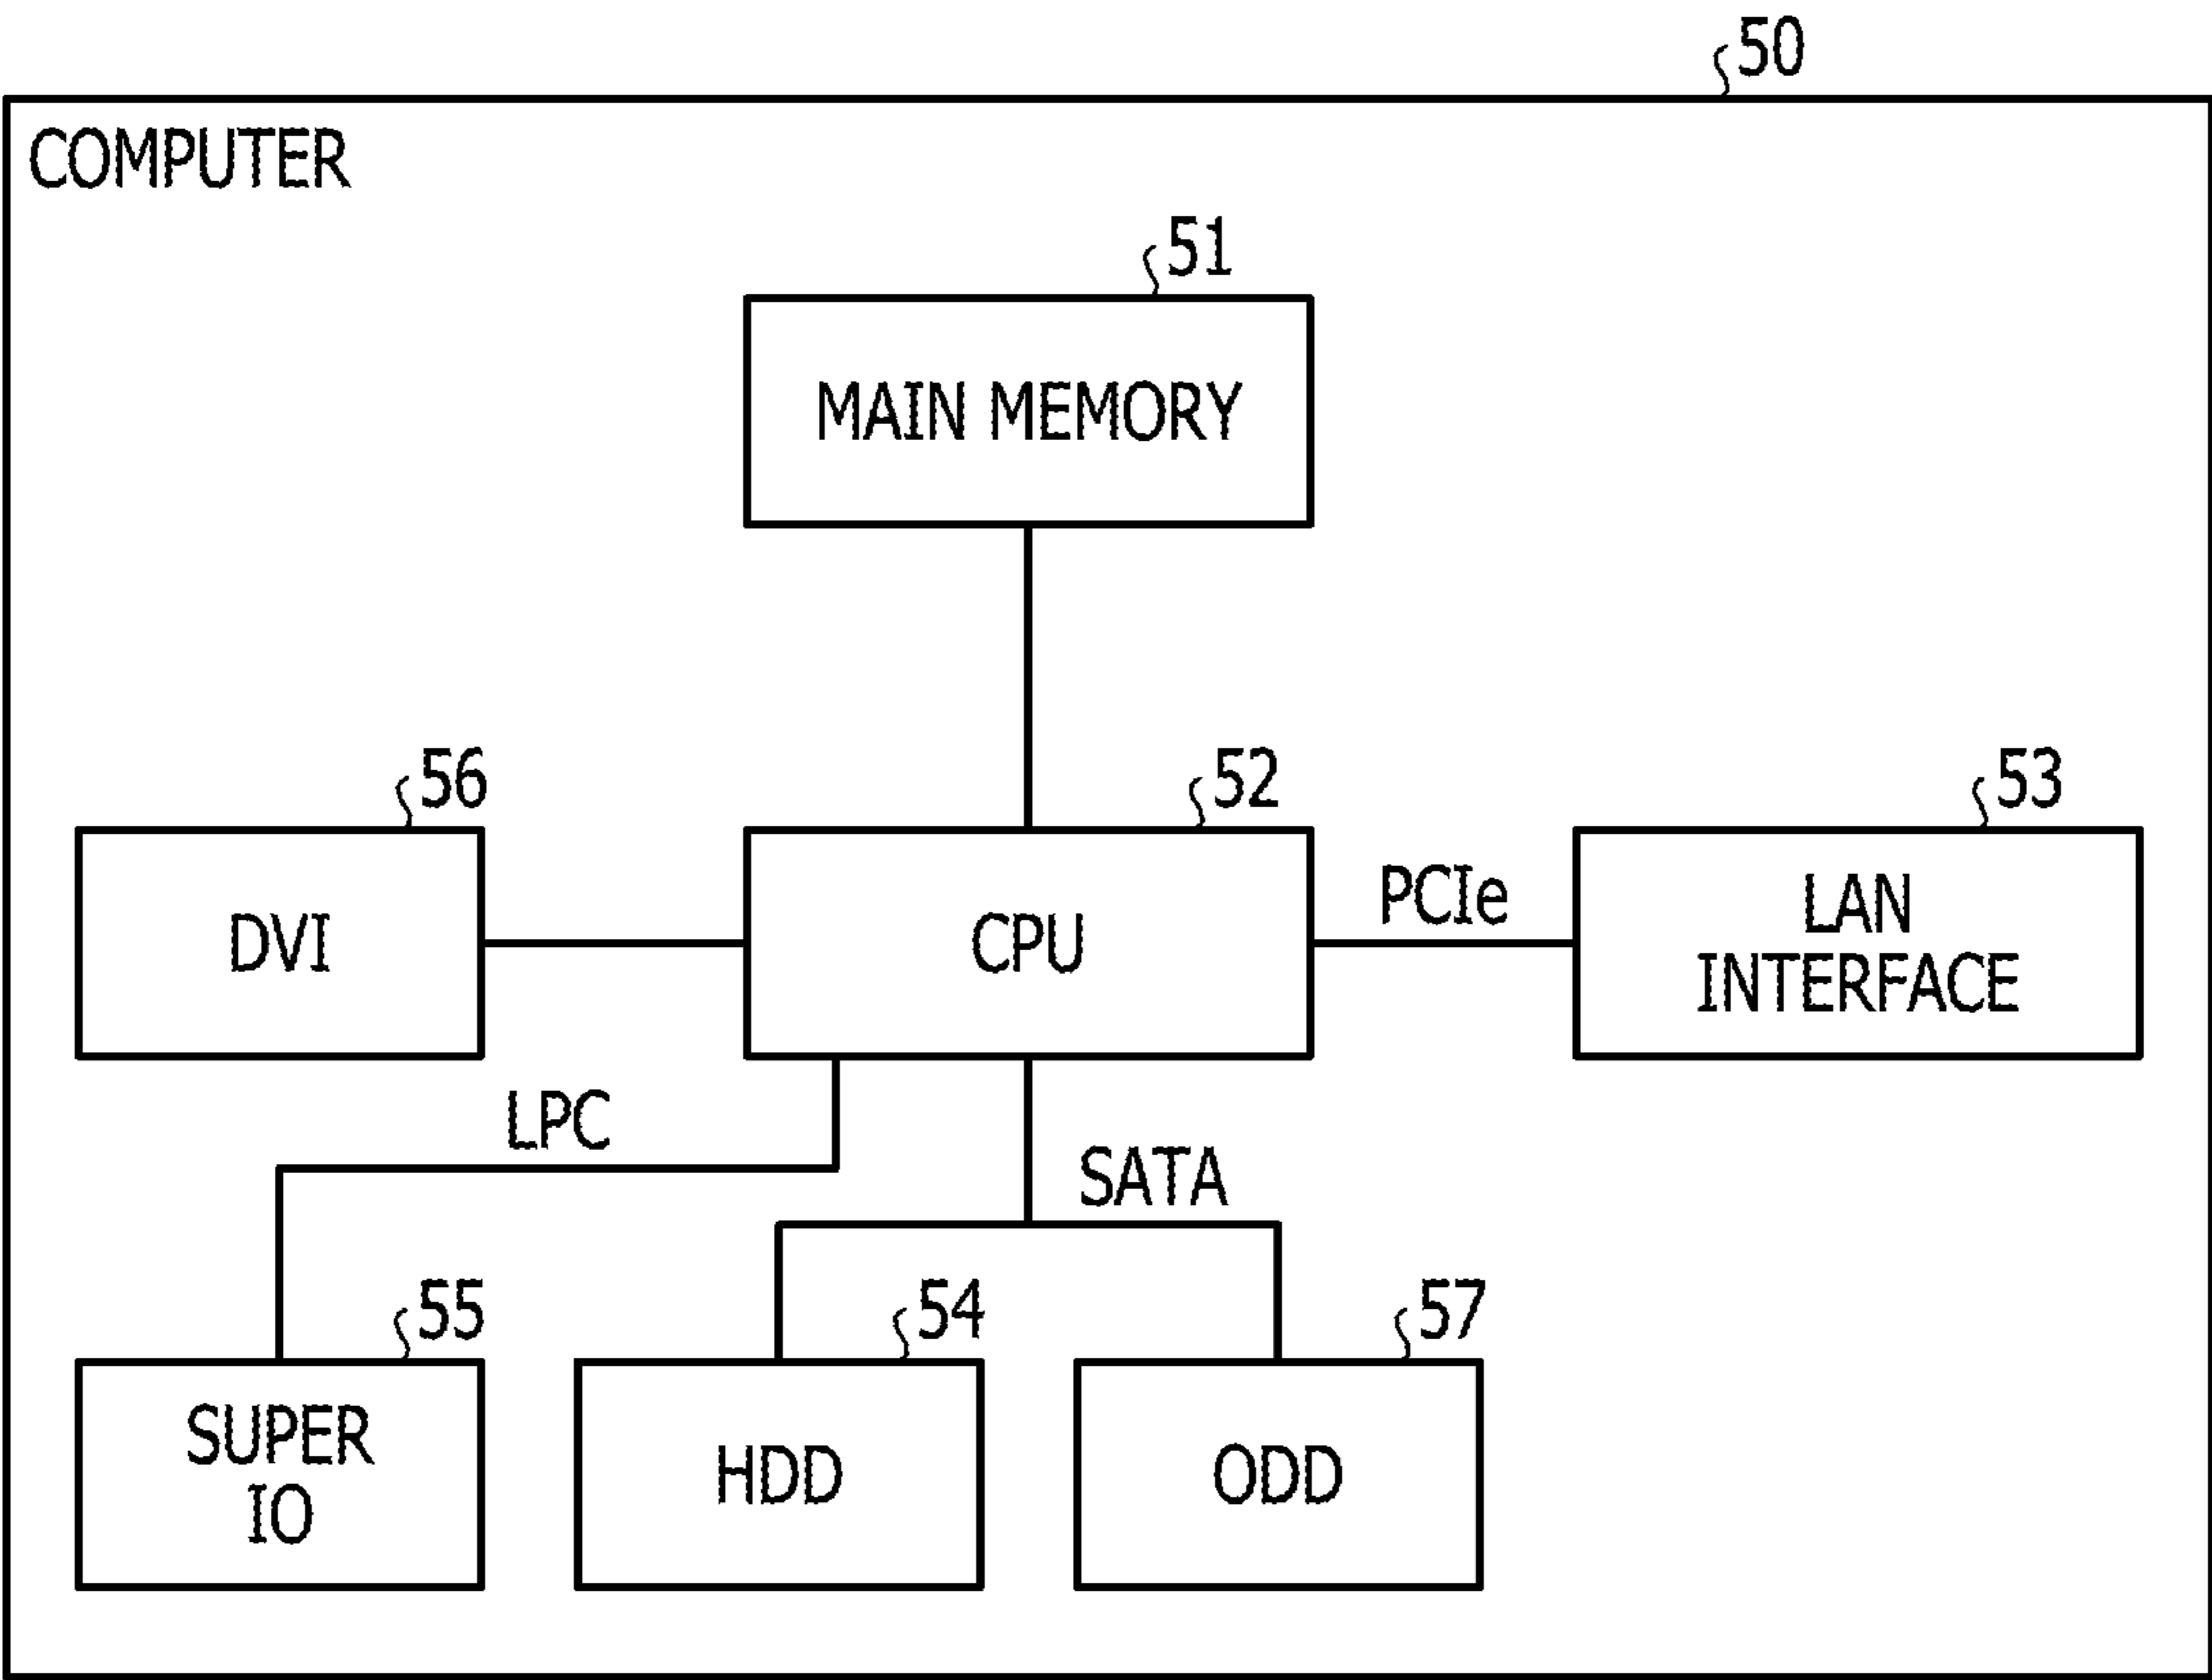 50
COMPUTER
51
MAIN MEMORY
56
52
53
DVI
CPU
PCIe
LAN
INTERFACE
LPC
SATA
55
54
57
SUPER
IO
HDD
ODD